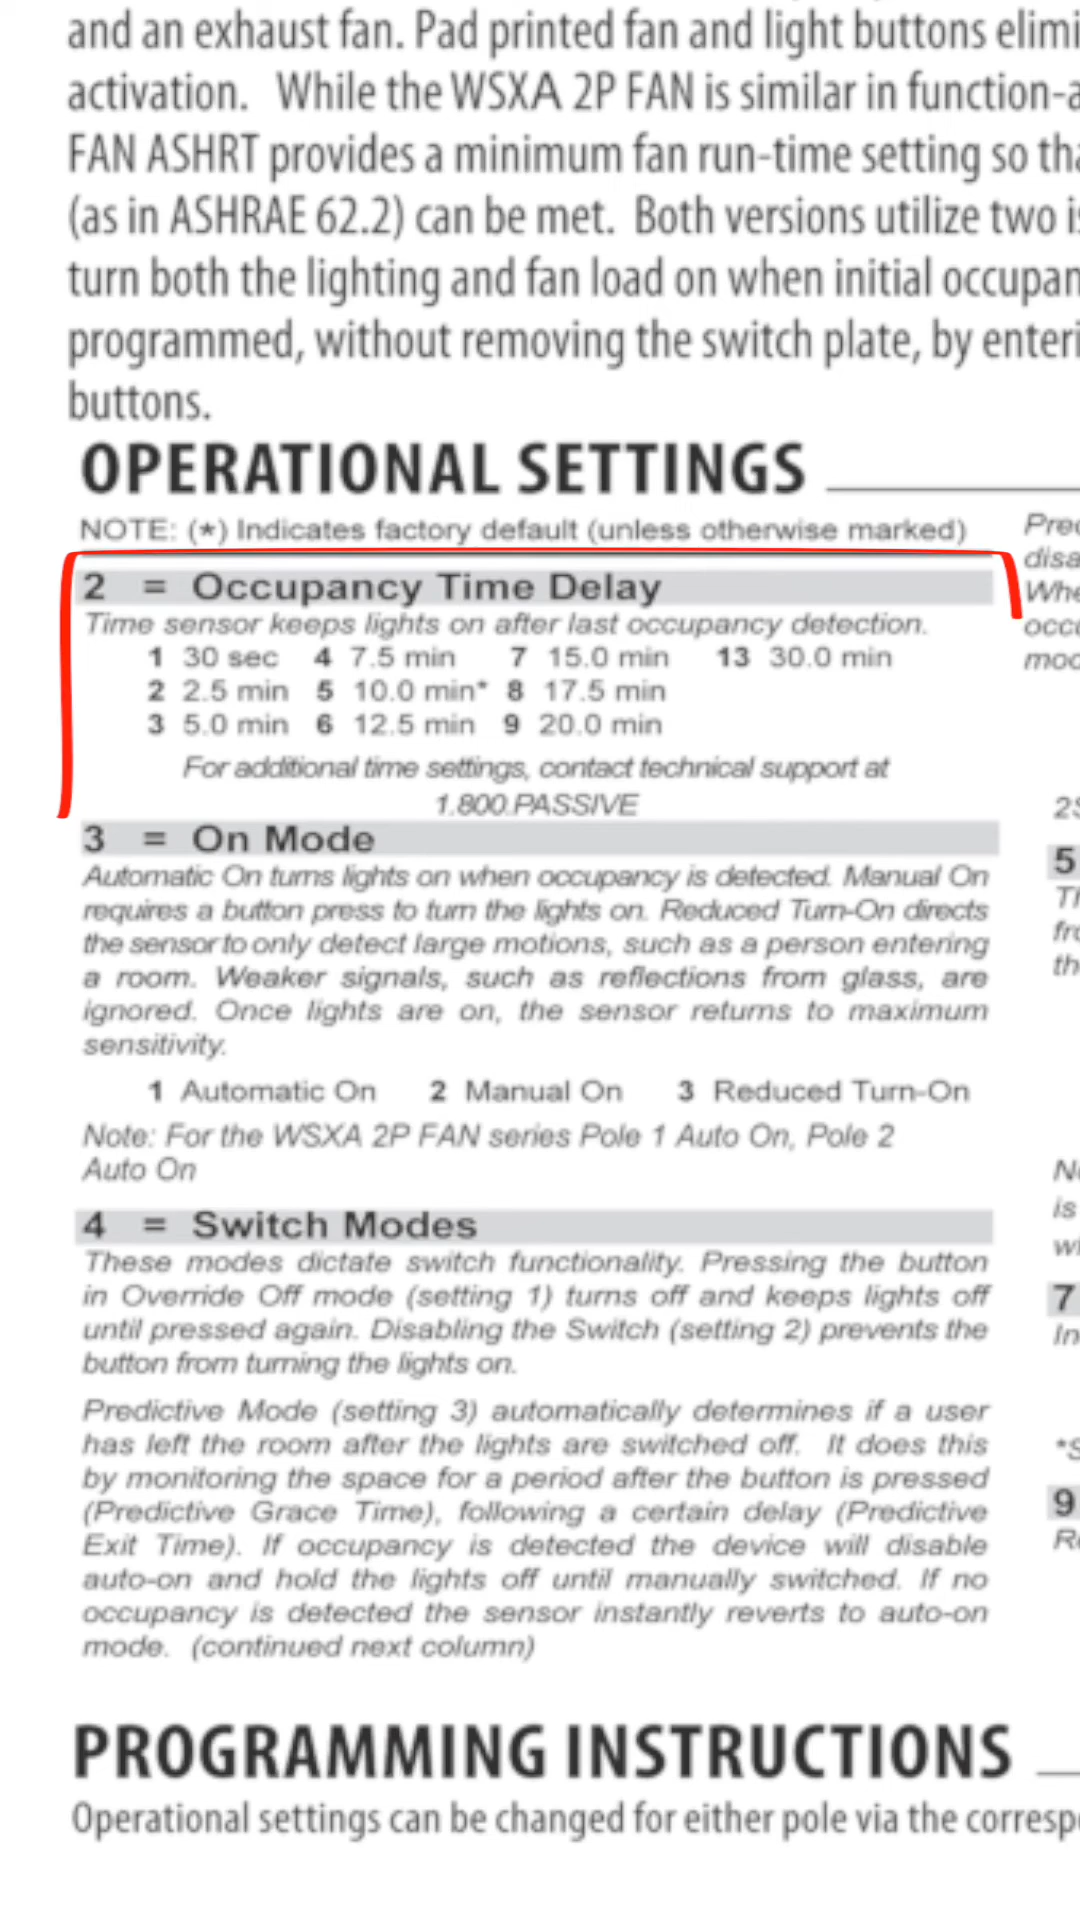 and an exhaust fan. Pad printed fan and light buttons elimi
activation. While the WSXA 2P FAN is similar in function-a
FAN ASHRT provides a minimum fan run-time setting so tha
(as in ASHRAE 62.2) can be met. Both versions utilize two is
turn both the lighting and fan load on when initial occupan
programmed, without removing the switch plate, by enteri
buttons.
OPERATIONAL SETTINGS
NOTE: (*) Indicates factory default (unless otherwise marked)
2 = Occupancy Time Delay
Time sensor keeps lights on after last occupancy detection.
1 30 sec 4 7.5 min 7 15.0 min 13 30.0 min
2 2.5 min 5 10.0 min* 8 17.5 min
3 5.0 min 6 12.5 min 9 20.0 min
For additional time settings, contact technical support at
1.800.PASSIVE
3 = On Mode
Automatic On turns lights on when occupancy is detected. Manual On
requires a button press to turn the lights on. Reduced Turn-On directs
the sensor to only detect large motions, such as a person entering
a room. Weaker signals, such as reflections from glass, are
ignored. Once lights are on, the sensor returns to maximum
sensitivity.
1 Automatic On 2 Manual On 3 Reduced Turn-On
Note: For the WSXA 2P FAN series Pole 1 Auto On, Pole 2
Auto On
4 = Switch Modes
These modes dictate switch functionality. Pressing the button
in Override Off mode (setting 1) turns off and keeps lights off
until pressed again. Disabling the Switch (setting 2) prevents the
button from turning the lights on.
Predictive Mode (setting 3) automatically determines if a user
has left the room after the lights are switched off. It does this
by monitoring the space for a period after the button is pressed
(Predictive Grace Time), following a certain delay (Predictive
Exit Time). If occupancy is detected the device will disable
auto-on and hold the lights off until manually switched. If no
occupancy is detected the sensor instantly reverts to auto-on
mode. (continued next column)
Pred
disa
Whe
occu
mod
2S
5
Th
fro
the
No
is
wh
7
In
*S
9
Re
PROGRAMMING INSTRUCTIONS
Operational settings can be changed for either pole via the corresp